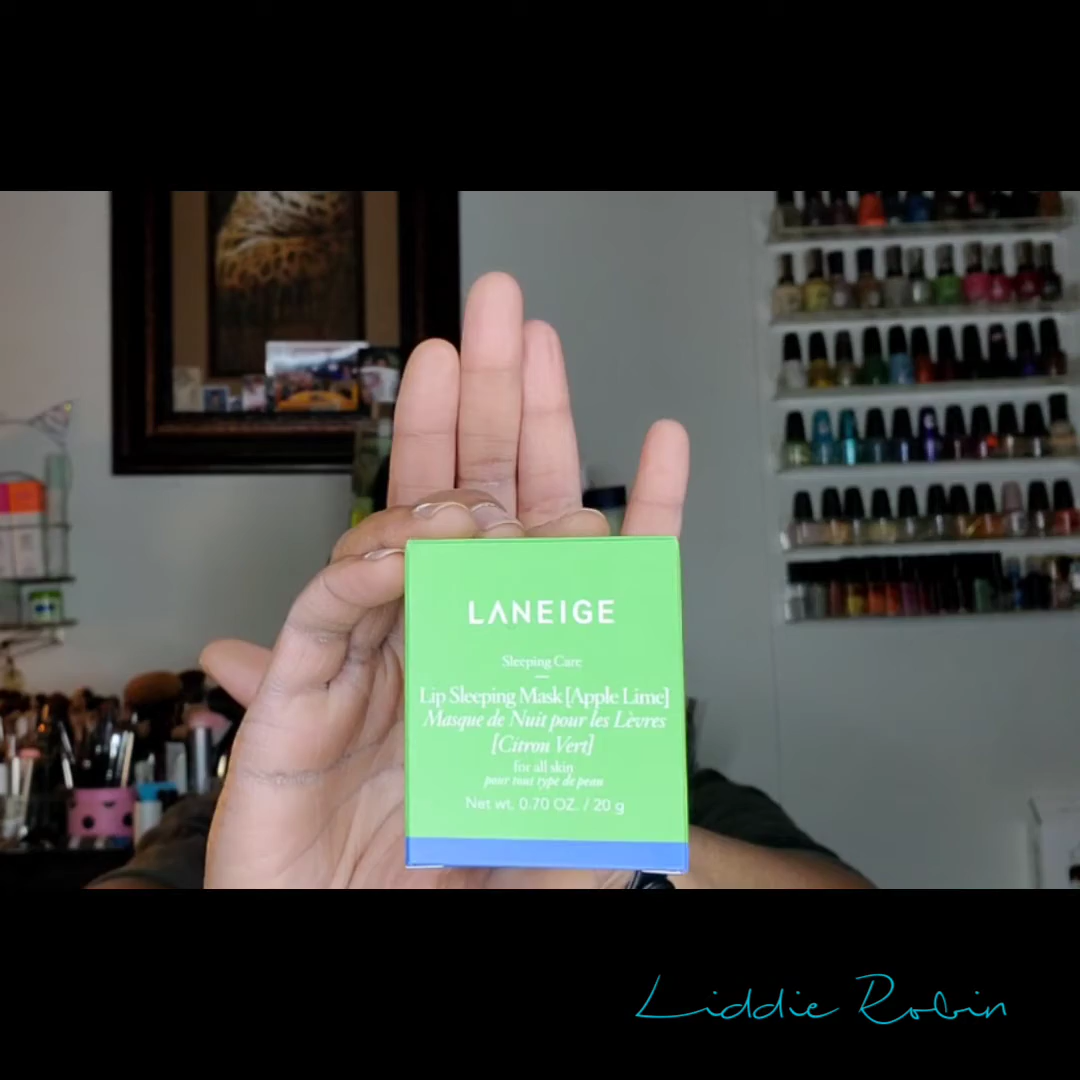 LANEIGE
Sleeping Care
Lip Sleeping Mask [Apple Lime]
Masque de Nuit pour les Lèvres
[Citron Vert]
for all skin
pour tous type de peau
Net wt. 0.70 OZ. / 20 g
Liddie Robin